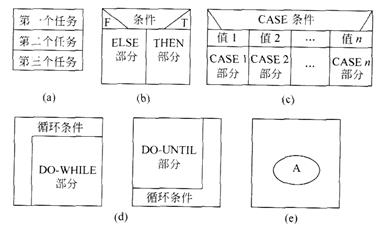 第一个任务
第二个任务
第三个任务
(a)
条件
F T
ELSE 部分
THEN 部分
(b)
CASE 条件
值1 值2 … 值n
CASE 1 部分
CASE 2 部分
…
CASE n 部分
(c)
循环条件
DO-WHILE
部分
DO-UNTIL
部分
循环条件
(d)
A
(e)